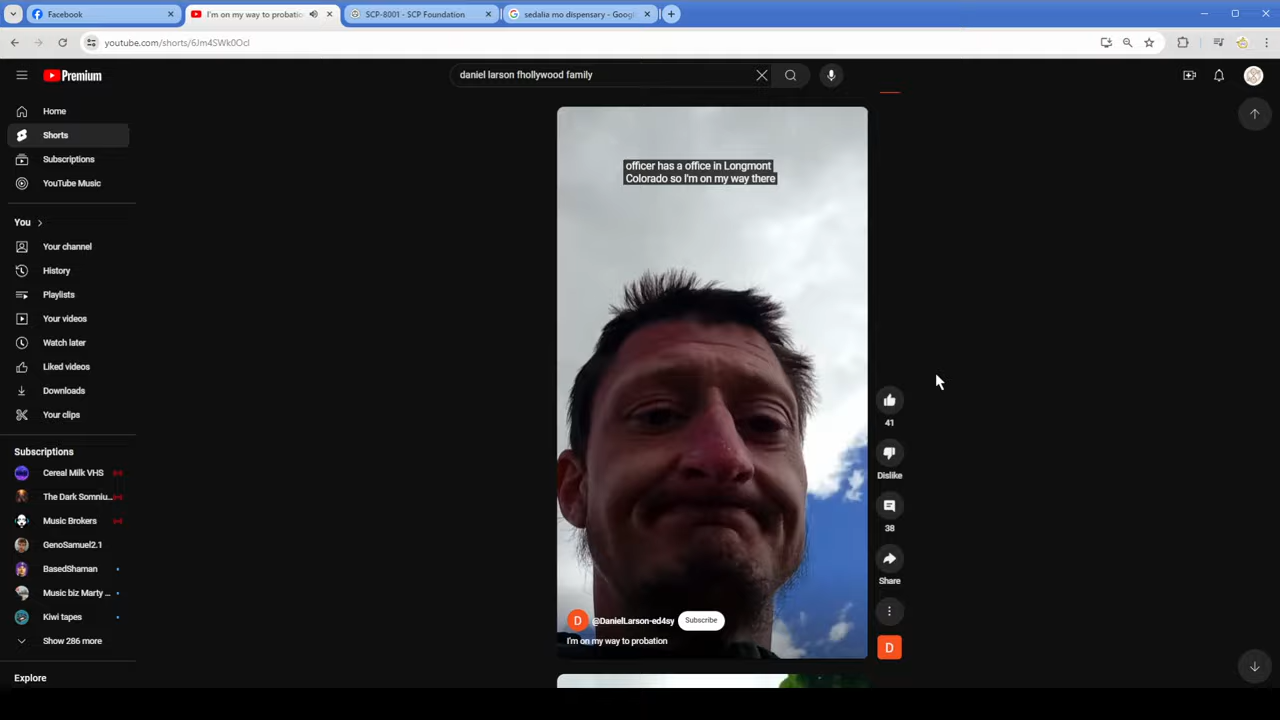 Facebook
I'm on my way to probation
SCP-8001 - SCP Foundation
sedalia mo dispensary - Google
youtube.com/shorts/6Jm4SWk0OcI
Premium
daniel larson fhollywood family
Home
Shorts
Subscriptions
YouTube Music
You
Your channel
History
Playlists
Your videos
Watch later
Liked videos
Downloads
Your clips
Subscriptions
Cereal Milk VHS
The Dark Somniu...
Music Brokers
GenoSamuel2.1
BasedShaman
Music biz Marty ...
Kiwi tapes
Show 286 more
Explore
officer has a office in Longmont
Colorado so I'm on my way there
@DanielLarson-ed4sy Subscribe
I'm on my way to probation
41
Dislike
38
Share
D
D